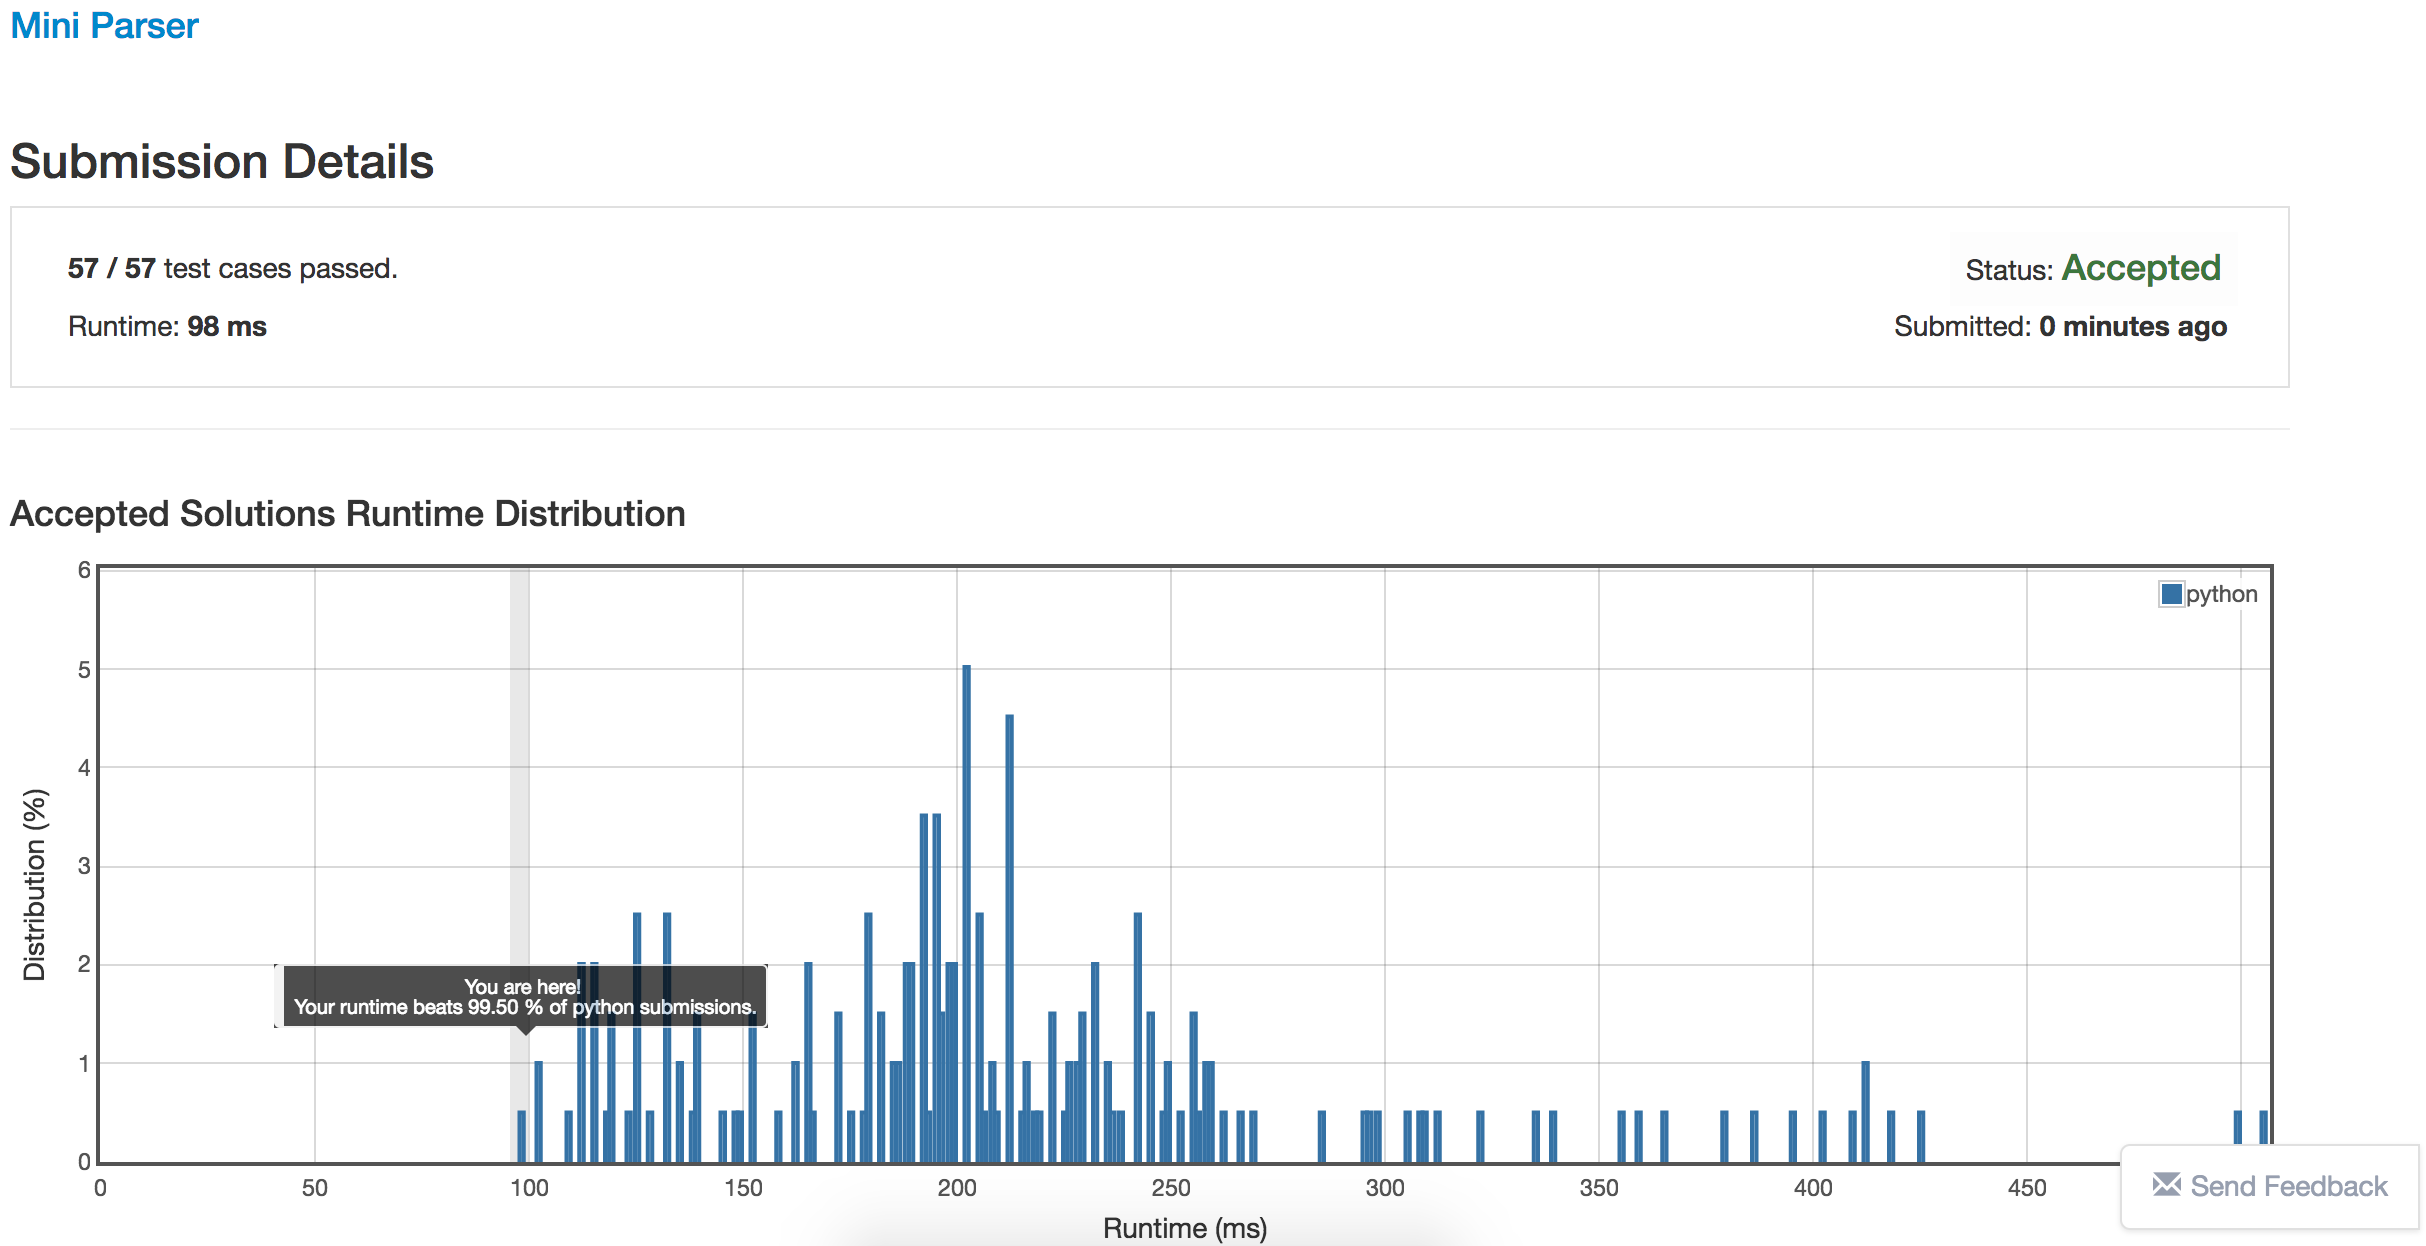 Mini Parser
Submission Details
57 / 57 test cases passed.
Status: Accepted
Runtime: 98 ms
Submitted: 0 minutes ago
Accepted Solutions Runtime Distribution
6
5
4
3
2
1
0
Distribution (%)
python
You are here!
Your runtime beats 99.50 % of python submissions.
0 50 100 150 200 250 300 350 400 450
Runtime (ms)
Send Feedback